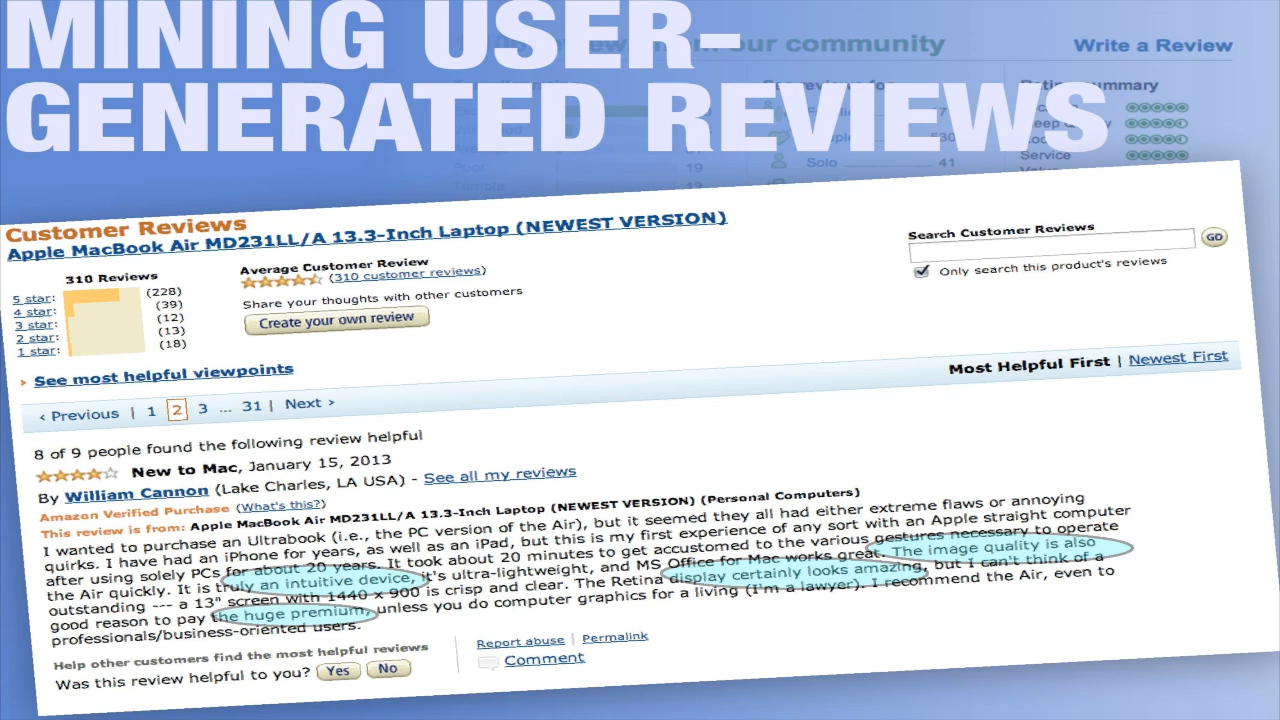 MINING USER-
GENERATED REVIEWS
our community
Write a Review
summary
Solo 41
Service
19
Customer Reviews
Apple MacBook Air MD231LL/A 13.3-Inch Laptop (NEWEST VERSION)
310 Reviews
5 star: (228)
4 star: (39)
3 star: (12)
2 star: (13)
1 star: (18)
Average Customer Review
(310 customer reviews)
Share your thoughts with other customers
Create your own review
Search Customer Reviews
GO
Only search this product's reviews
› See most helpful viewpoints
Most Helpful First | Newest First
‹ Previous | 1 2 3 ... 31 | Next ›
8 of 9 people found the following review helpful
New to Mac, January 15, 2013
By William Cannon (Lake Charles, LA USA) - See all my reviews
Amazon Verified Purchase (What's this?)
This review is from: Apple MacBook Air MD231LL/A 13.3-Inch Laptop (NEWEST VERSION) (Personal Computers)
I wanted to purchase an Ultrabook (i.e., the PC version of the Air), but it seemed they all had either extreme flaws or annoying
quirks. I have had an iPhone for years, as well as an iPad, but this is my first experience of any sort with an Apple straight computer
after using solely PCs for about 20 years. It took about 20 minutes to get accustomed to the various gestures necessary to operate
the Air quickly. It is truly an intuitive device, it's ultra-lightweight, and MS Office for Mac works great. The image quality is also
outstanding --- a 13" screen with 1440 x 900 is crisp and clear. The Retina display certainly looks amazing, but I can't think of a
good reason to pay the huge premium, unless you do computer graphics for a living (I'm a lawyer). I recommend the Air, even to
professionals/business-oriented users.
Help other customers find the most helpful reviews
Was this review helpful to you? Yes No
Report abuse | Permalink
Comment